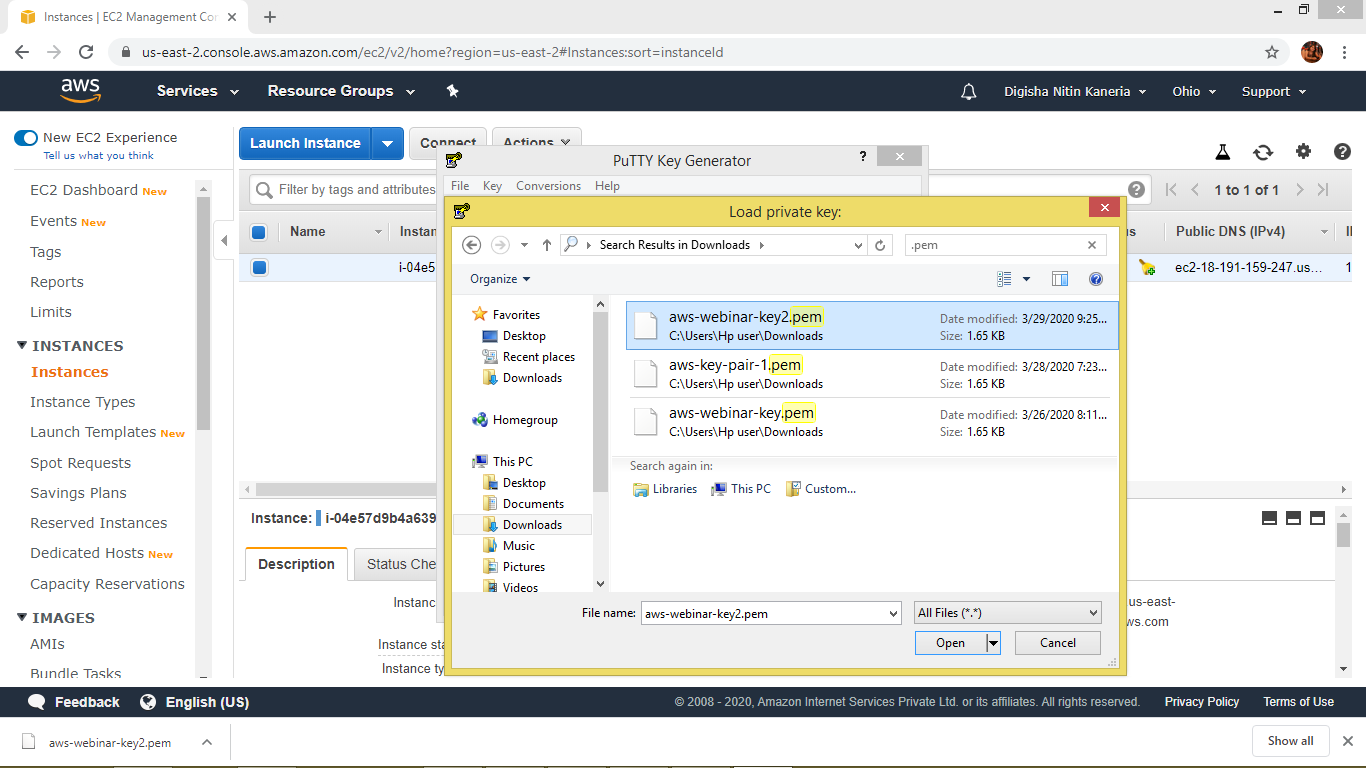 Instances | EC2 Management Con
us-east-2.console.aws.amazon.com/ec2/v2/home?region=us-east-2#Instances:sort=instanceId
aws
Services
Resource Groups
Digisha Nitin Kaneria
Ohio
Support
New EC2 Experience
Tell us what you think
EC2 Dashboard New
Events New
Tags
Reports
Limits
INSTANCES
Instances
Instance Types
Launch Templates New
Spot Requests
Savings Plans
Reserved Instances
Dedicated Hosts New
Capacity Reservations
IMAGES
AMIs
Bundle Tasks
Launch Instance
Connect
Actions
Filter by tags and attributes
1 to 1 of 1
Name
Instan
us
Public DNS (IPv4)
i-04e5
ec2-18-191-159-247.us...
1
Instance:
i-04e57d9b4a639
Description
Status Che
Instanc
Instance sta
Instance ty
us-east-
ws.com
PuTTY Key Generator
?
File
Key
Conversions
Help
Load private key:
Search Results in Downloads
.pem
Organize
Favorites
Desktop
Recent places
Downloads
Homegroup
This PC
Desktop
Documents
Downloads
Music
Pictures
Videos
aws-webinar-key2.pem
C:\Users\Hp user\Downloads
Date modified: 3/29/2020 9:25...
Size: 1.65 KB
aws-key-pair-1.pem
C:\Users\Hp user\Downloads
Date modified: 3/28/2020 7:23...
Size: 1.65 KB
aws-webinar-key.pem
C:\Users\Hp user\Downloads
Date modified: 3/26/2020 8:11...
Size: 1.65 KB
Search again in:
Libraries
This PC
Custom...
File name:
aws-webinar-key2.pem
All Files (*.*)
Open
Cancel
Feedback
English (US)
© 2008 - 2020, Amazon Internet Services Private Ltd. or its affiliates. All rights reserved.
Privacy Policy
Terms of Use
aws-webinar-key2.pem
Show all